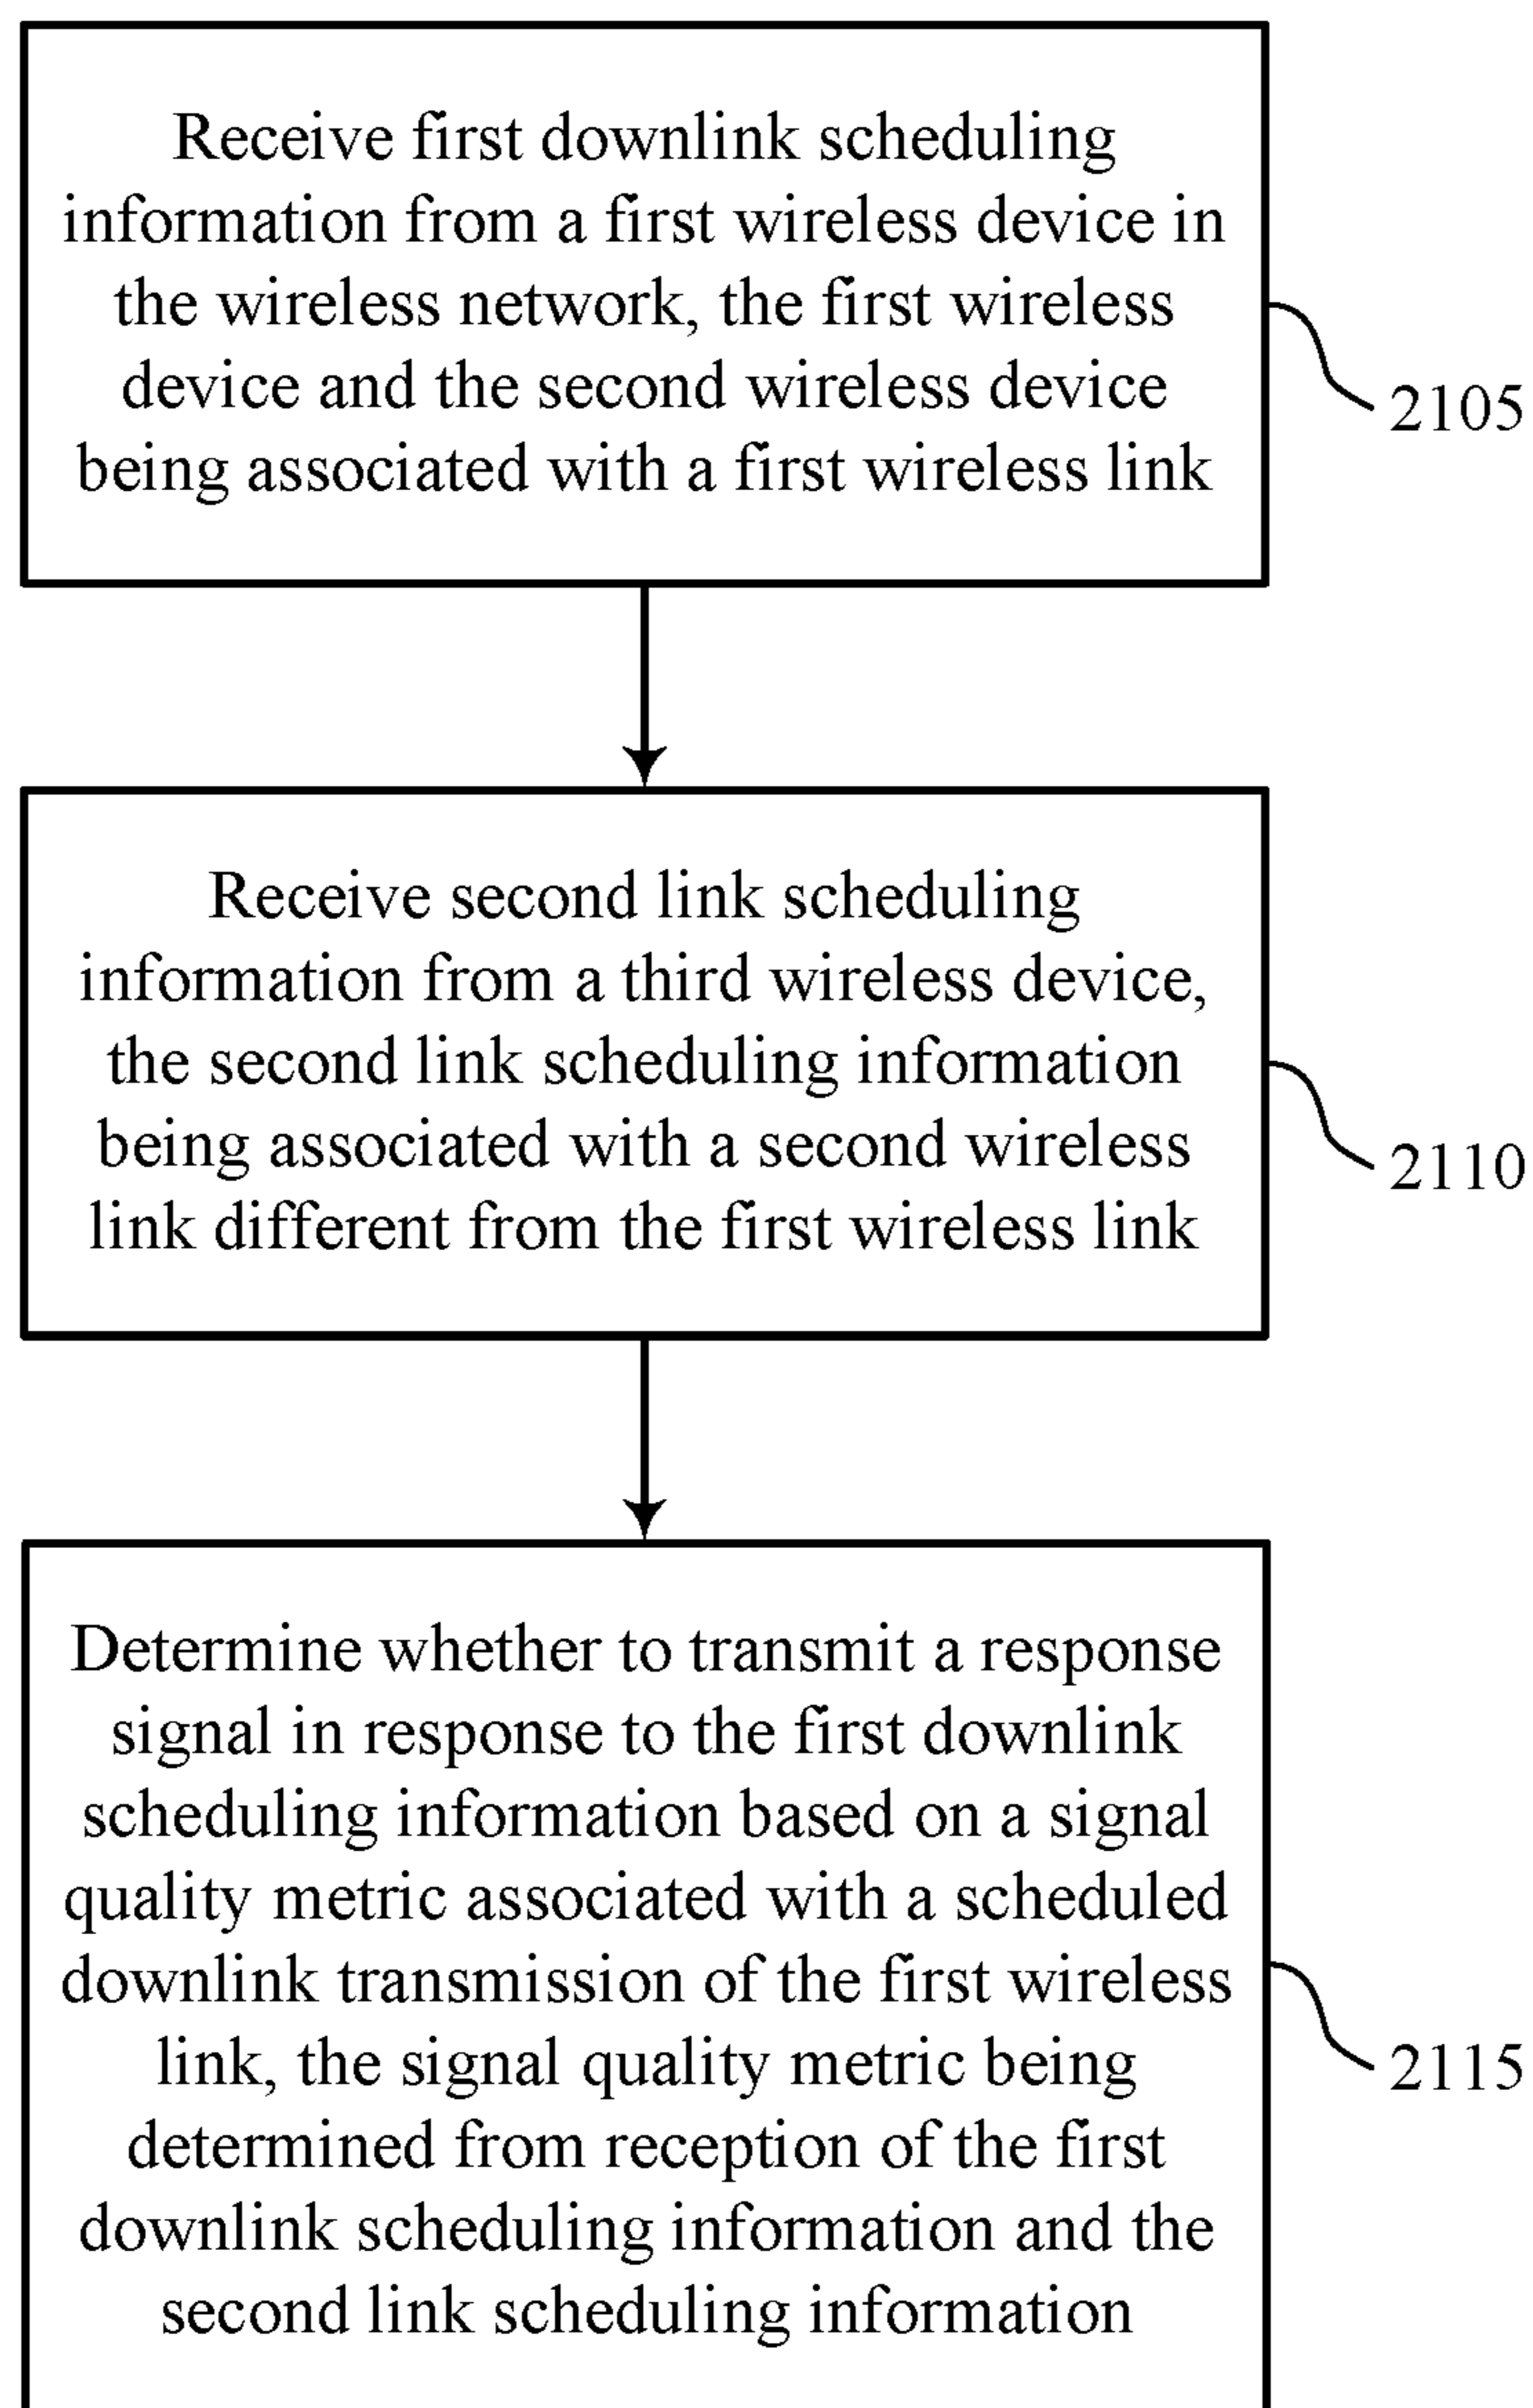 Receive first downlink scheduling
information from a first wireless device in
the wireless network, the first wireless
device and the second wireless device
being associated with a first wireless link
2105
Receive second link scheduling
information from a third wireless device,
the second link scheduling information
being associated with a second wireless
link different from the first wireless link
2110
Determine whether to transmit a response
signal in response to the first downlink
scheduling information based on a signal
quality metric associated with a scheduled
downlink transmission of the first wireless
link, the signal quality metric being
determined from reception of the first
downlink scheduling information and the
second link scheduling information
2115